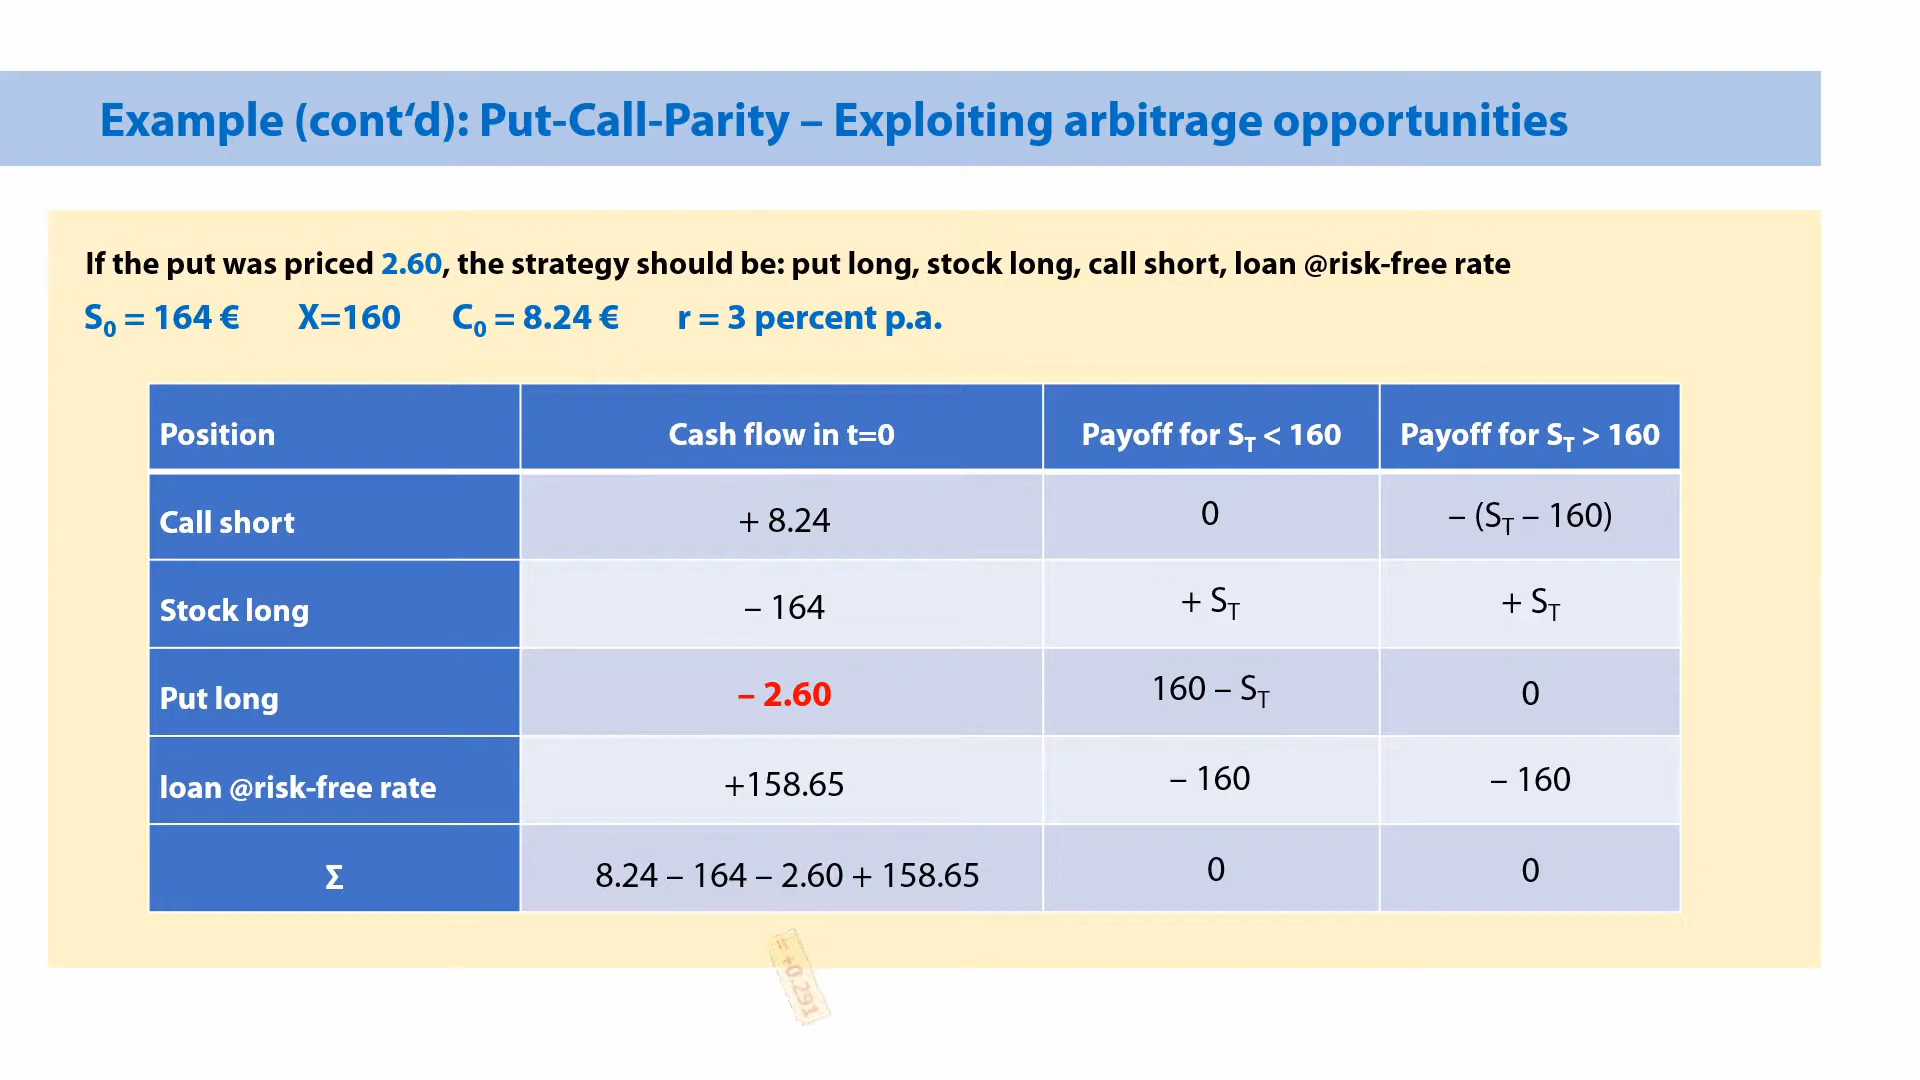 Example (cont‘d): Put-Call-Parity – Exploiting arbitrage opportunities
If the put was priced 2.60, the strategy should be: put long, stock long, call short, loan @risk-free rate
S0 = 164 € X=160 C0 = 8.24 € r = 3 percent p.a.
Position Cash flow in t=0 Payoff for ST < 160 Payoff for ST > 160
Call short + 8.24 0 – (ST – 160)
Stock long – 164 + ST + ST
Put long – 2.60 160 – ST 0
loan @risk-free rate +158.65 – 160 – 160
Σ 8.24 – 164 – 2.60 + 158.65 0 0
= +0.291